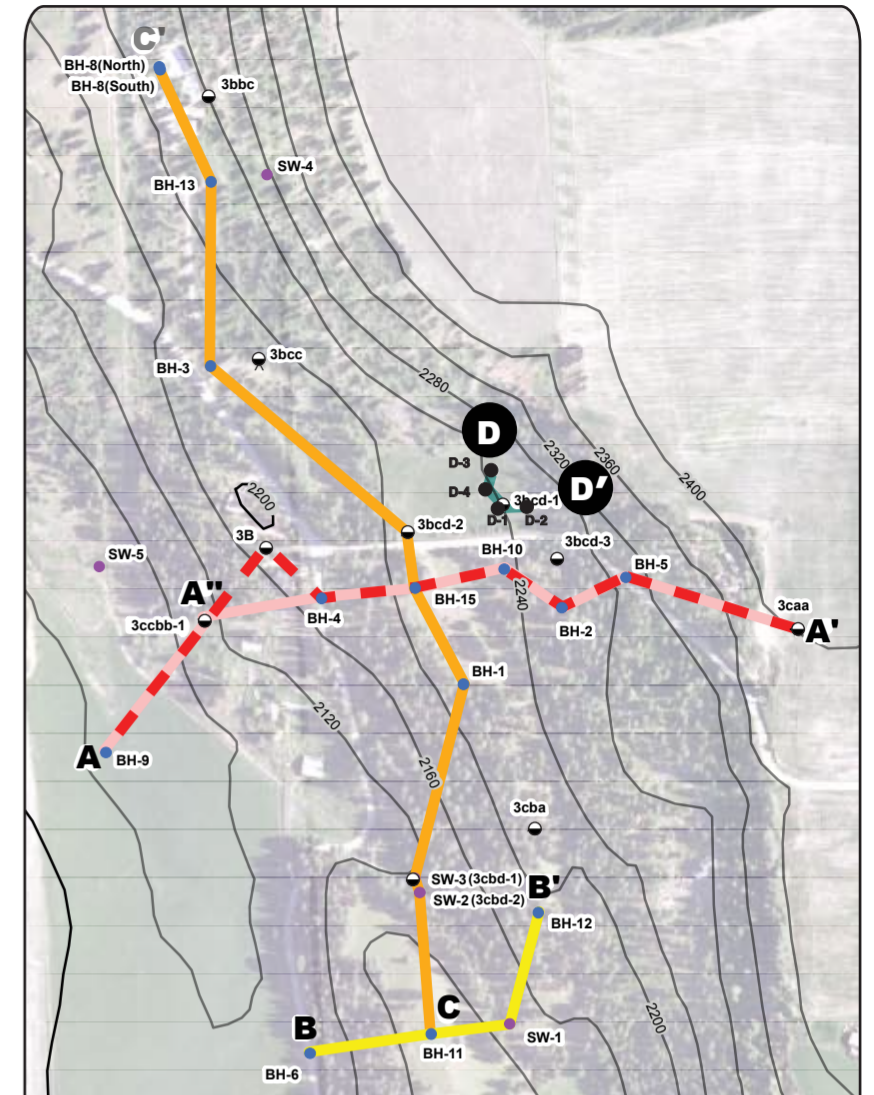 C'
BH-8(North)
BH-8(South)
3bbc
SW-4
BH-13
3bcc
BH-3
2280
D
2320
2360
D-3
2400
D-4
D'
2200
3bcd-1
D-1
D-2
3bcd-2
3B
3bcd-3
SW-5
BH-10
BH-5
A''
2240
BH-4
BH-15
BH-2
3caa
3ccbb-1
A'
BH-1
2120
A
BH-9
2160
3cba
SW-3 (3cbd-1)
B'
SW-2 (3cbd-2)
BH-12
C
2200
B
SW-1
BH-11
BH-6